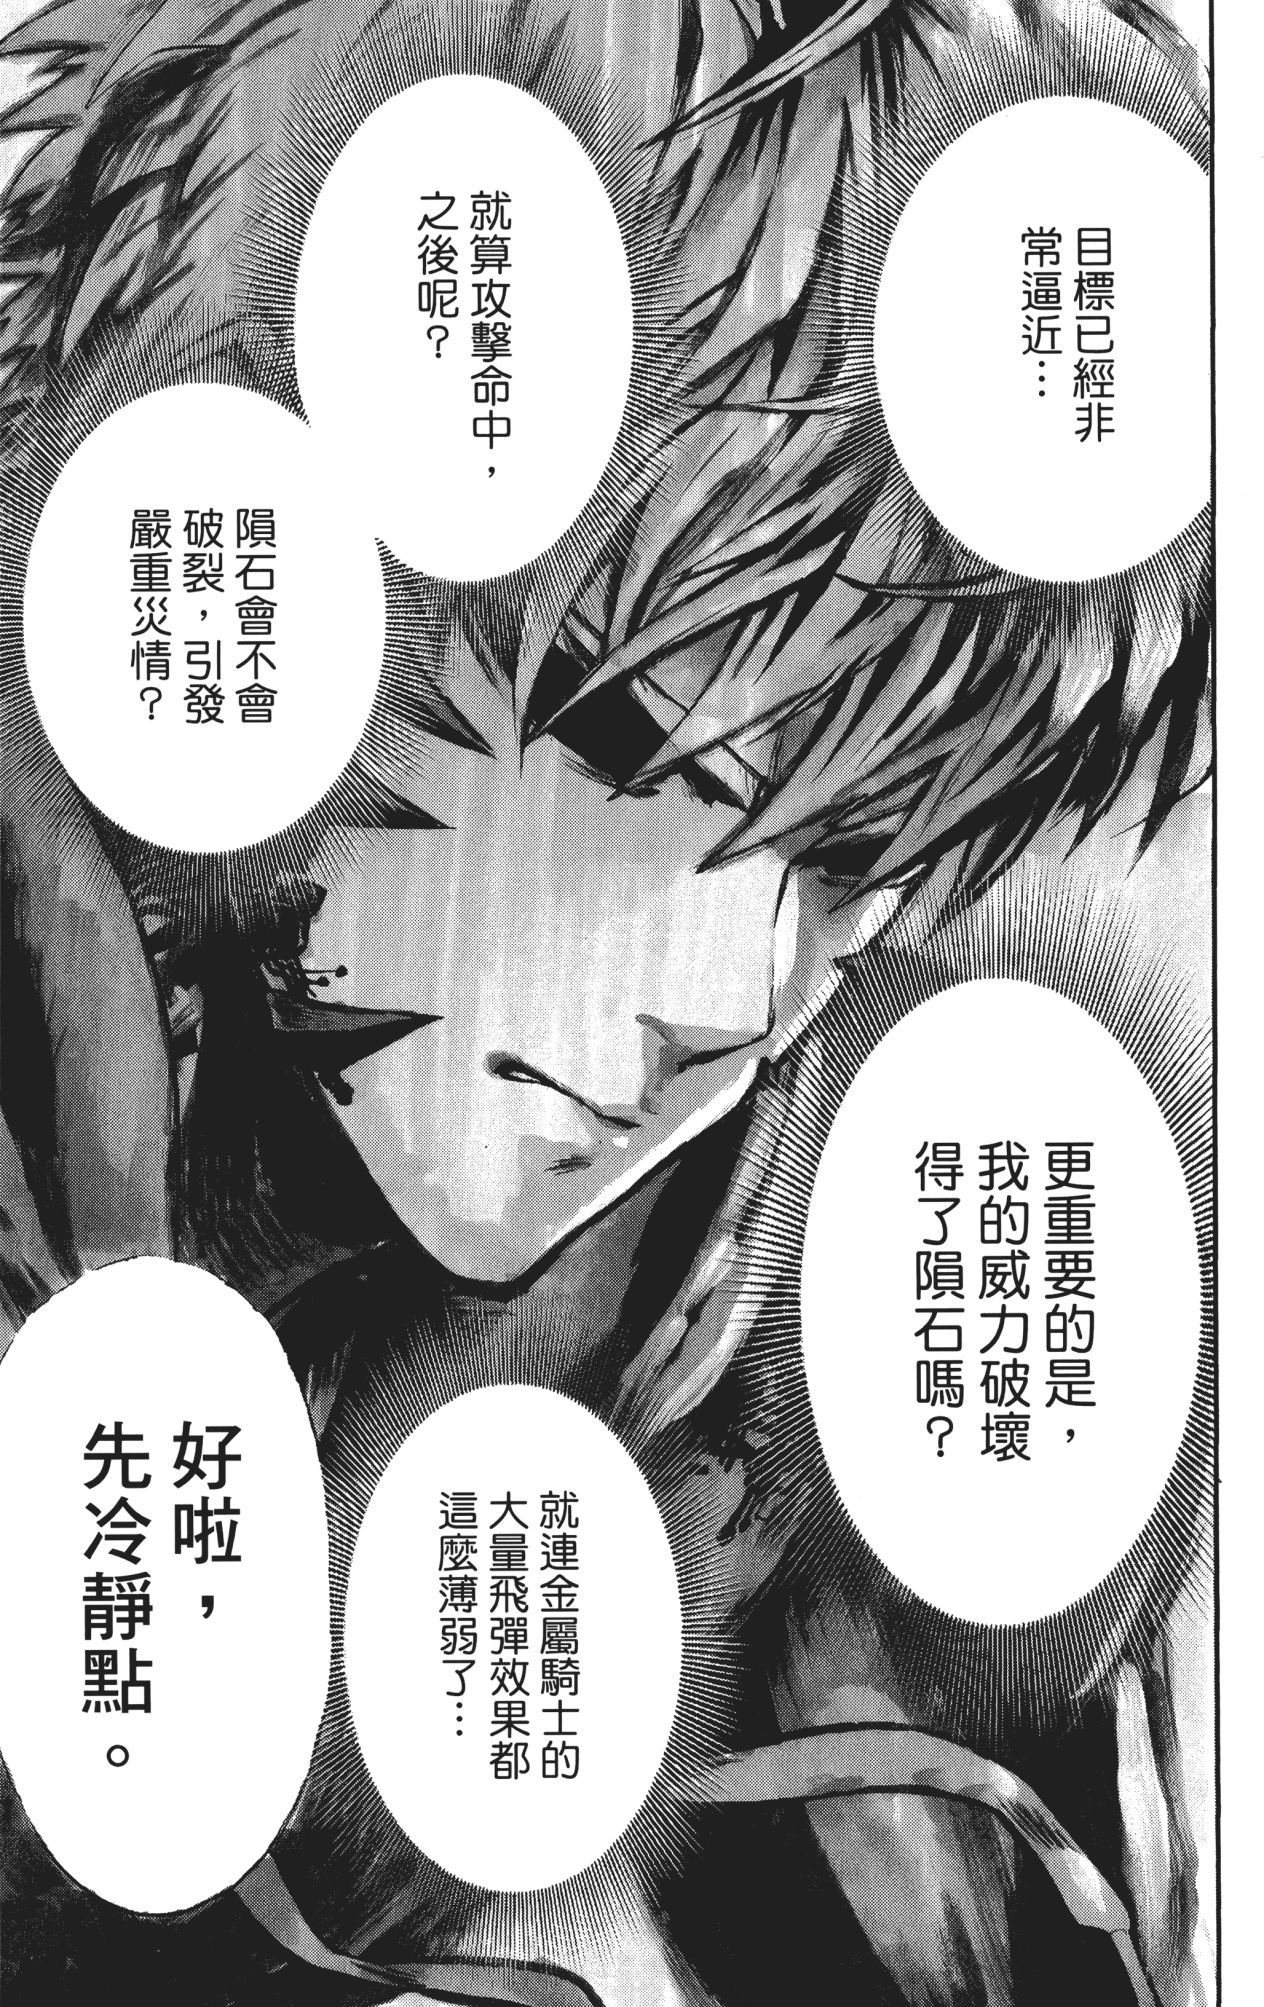 目標已經非
常逼近…
就算攻擊命中，
之後呢？
隕石會不會
破裂，引發
嚴重災情？
更重要的是，
我的威力破壞
得了隕石嗎？
就連金屬騎士的
大量飛彈效果都
這麼薄弱了…
好啦，
先冷靜點。